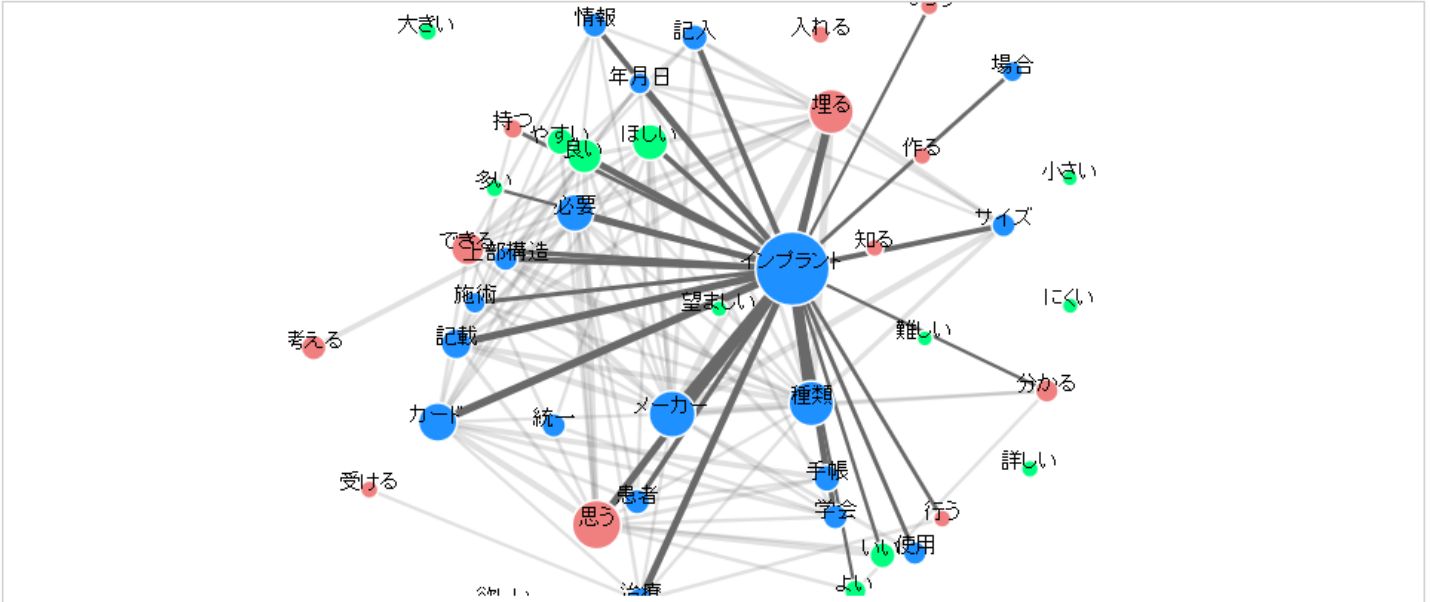 大きい
情報
記入
入れる
年月日
場合
埋る
持つ
やすい
ほしい
良い
作る
多い
小さい
必要
サイズ
できる
上部構造
知る
インプラント
施術
望ましい
にくい
記載
難しい
考える
分かる
カード
統一
メーカー
種類
受ける
手帳
詳しい
患者
思う
学会
行う
いい
使用
よい
治療